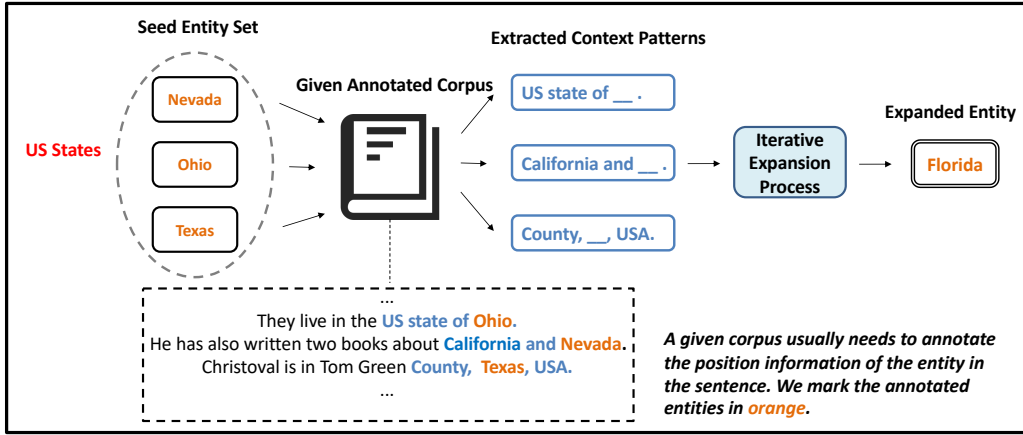 Seed Entity Set
Extracted Context Patterns
Given Annotated Corpus
Expanded Entity
US States
Nevada
Ohio
Texas
US state of __ .
California and __ .
County, __, USA.
Iterative
Expansion
Process
Florida
...
They live in the US state of Ohio.
He has also written two books about California and Nevada.
Christoval is in Tom Green County, Texas, USA.
...
A given corpus usually needs to annotate
the position information of the entity in
the sentence. We mark the annotated
entities in orange.